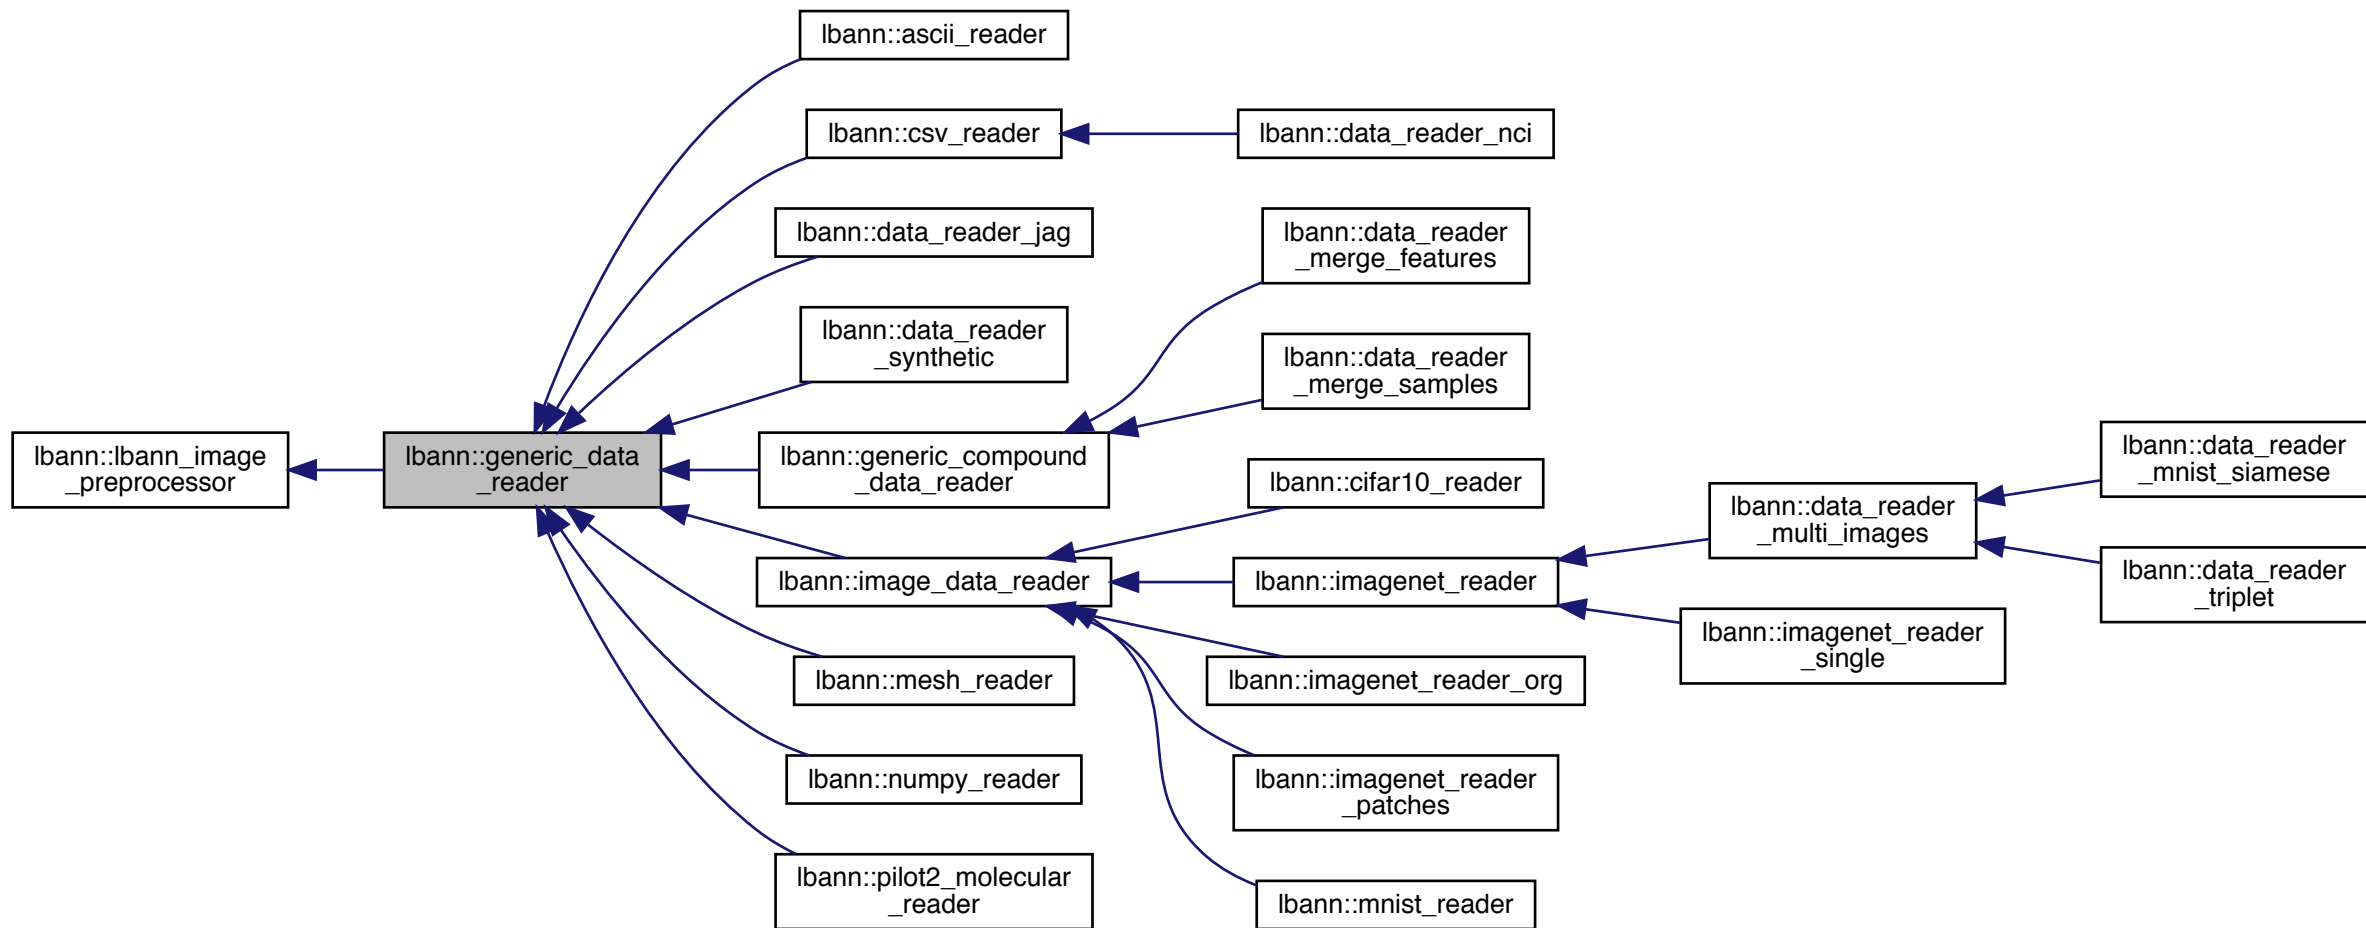 lbann::lbann_image
_preprocessor
lbann::generic_data
_reader
lbann::ascii_reader
lbann::csv_reader
lbann::data_reader_jag
lbann::data_reader
_synthetic
lbann::generic_compound
_data_reader
lbann::image_data_reader
lbann::mesh_reader
lbann::numpy_reader
lbann::pilot2_molecular
_reader
lbann::data_reader_nci
lbann::data_reader
_merge_features
lbann::data_reader
_merge_samples
lbann::cifar10_reader
lbann::imagenet_reader
lbann::imagenet_reader_org
lbann::imagenet_reader
_patches
lbann::mnist_reader
lbann::data_reader
_multi_images
lbann::imagenet_reader
_single
lbann::data_reader
_mnist_siamese
lbann::data_reader
_triplet